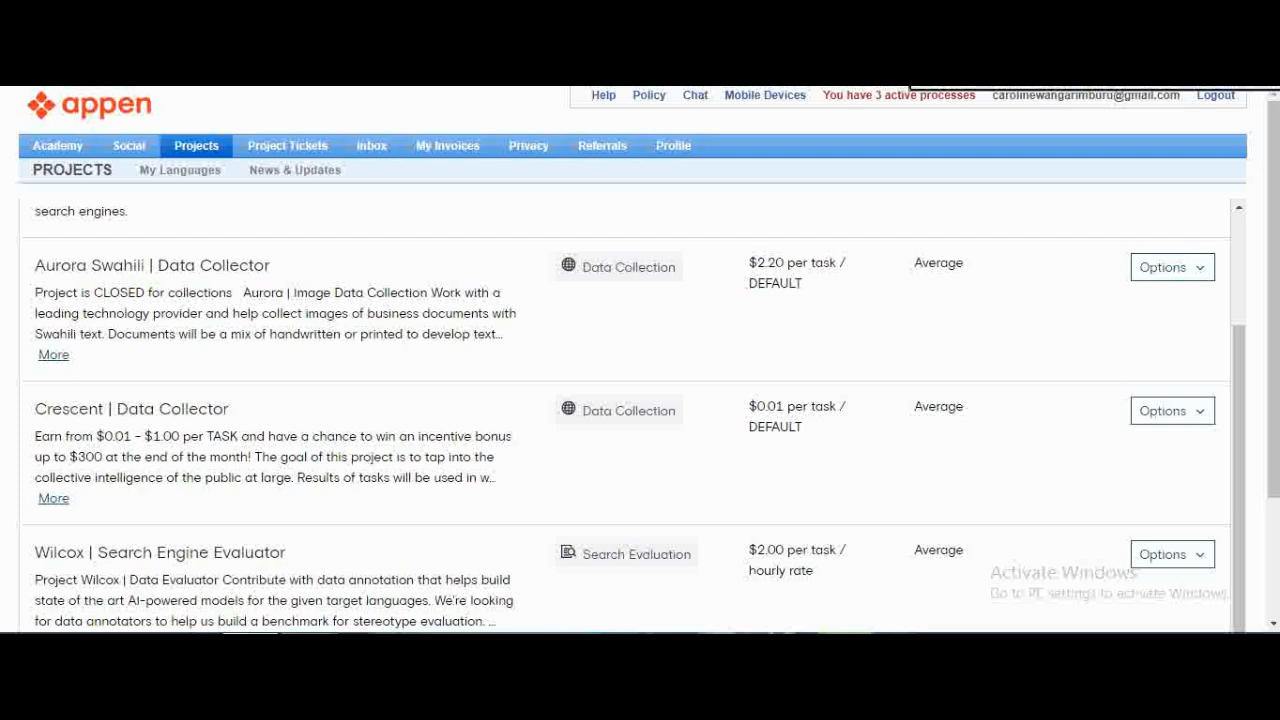 appen
Help Policy Chat Mobile Devices You have 3 active processes carolinewangarimburu@gmail.com Logout
Academy Social Projects Project Tickets Inbox My Invoices Privacy Referrals Profile
PROJECTS My Languages News & Updates
search engines.
Aurora Swahili | Data Collector Data Collection $2.20 per task / Average Options
DEFAULT
Project is CLOSED for collections Aurora | Image Data Collection Work with a
leading technology provider and help collect images of business documents with
Swahili text. Documents will be a mix of handwritten or printed to develop text...
More
Crescent | Data Collector Data Collection $0.01 per task / Average Options
DEFAULT
Earn from $0.01 – $1.00 per TASK and have a chance to win an incentive bonus
up to $300 at the end of the month! The goal of this project is to tap into the
collective intelligence of the public at large. Results of tasks will be used in w...
More
Wilcox | Search Engine Evaluator Search Evaluation $2.00 per task / Average Options
hourly rate
Project Wilcox | Data Evaluator Contribute with data annotation that helps build
state of the art AI-powered models for the given target languages. We're looking
for data annotators to help us build a benchmark for stereotype evaluation. ...
Activate Windows
Go to PC settings to activate Windows.